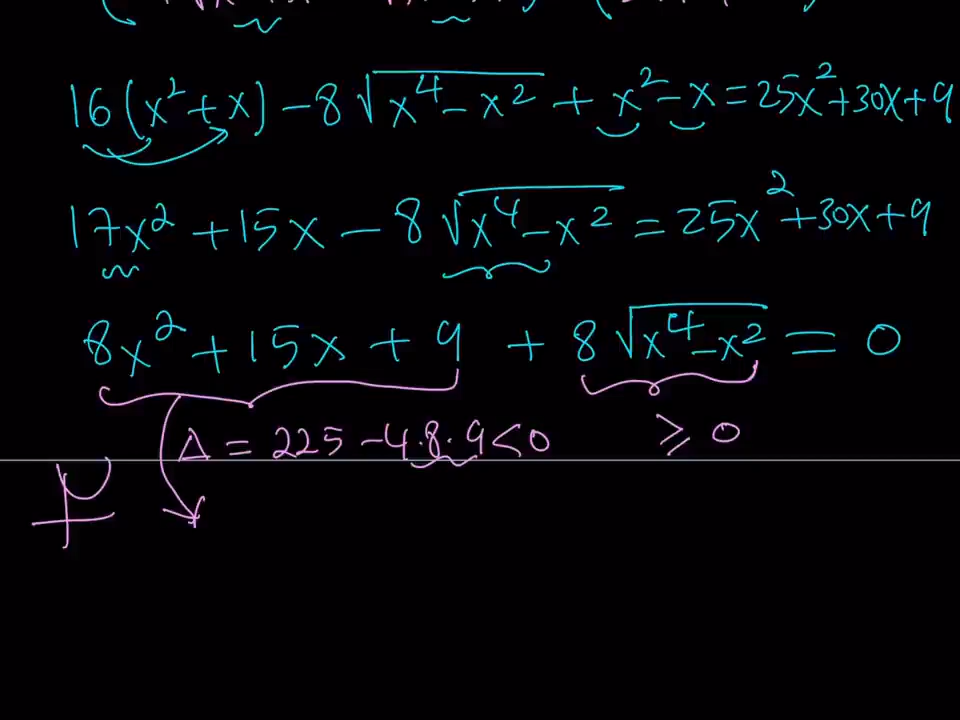 16(x² + x) − 8√(x⁴ − x²) + x² − x = 25x² + 30x + 9
17x² + 15x − 8√(x⁴ − x²) = 25x² + 30x + 9
8x² + 15x + 9 + 8√(x⁴ − x²) = 0
Δ = 225 − 4·8·9 < 0 ≥ 0